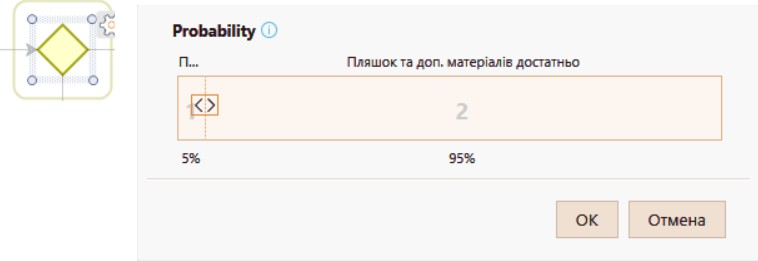 Probability
П... Пляшок та доп. матеріалів достатньо
1 2
5% 95%
OK Отмена